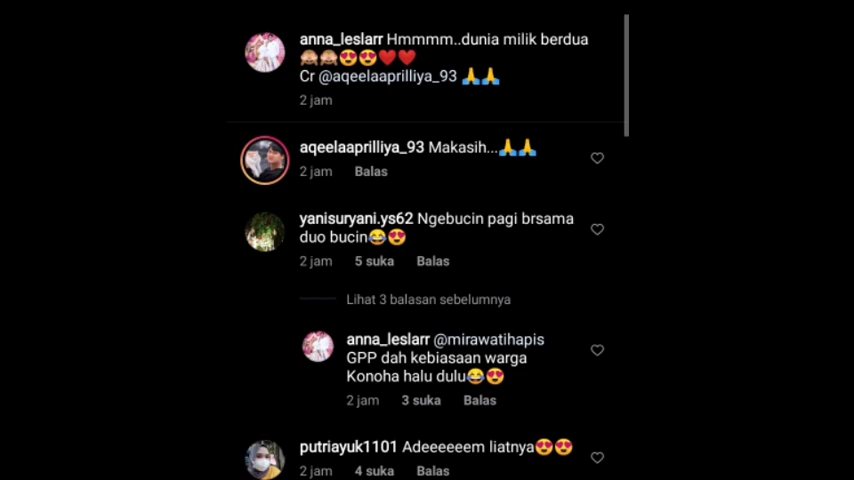 anna_leslarr Hmmmm..dunia milik berdua
🙈🙈😍😍❤️❤️
Cr @aqeelaaprilliya_93 🙏🙏
2 jam
aqeelaaprilliya_93 Makasih...🙏🙏
2 jam Balas
yanisuryani.ys62 Ngebucin pagi brsama
duo bucin😂😍
2 jam 5 suka Balas
Lihat 3 balasan sebelumnya
anna_leslarr @mirawatihapis
GPP dah kebiasaan warga
Konoha halu dulu😂😍
2 jam 3 suka Balas
putriayuk1101 Adeeeeeem liatnya😍😍
2 jam 4 suka Balas